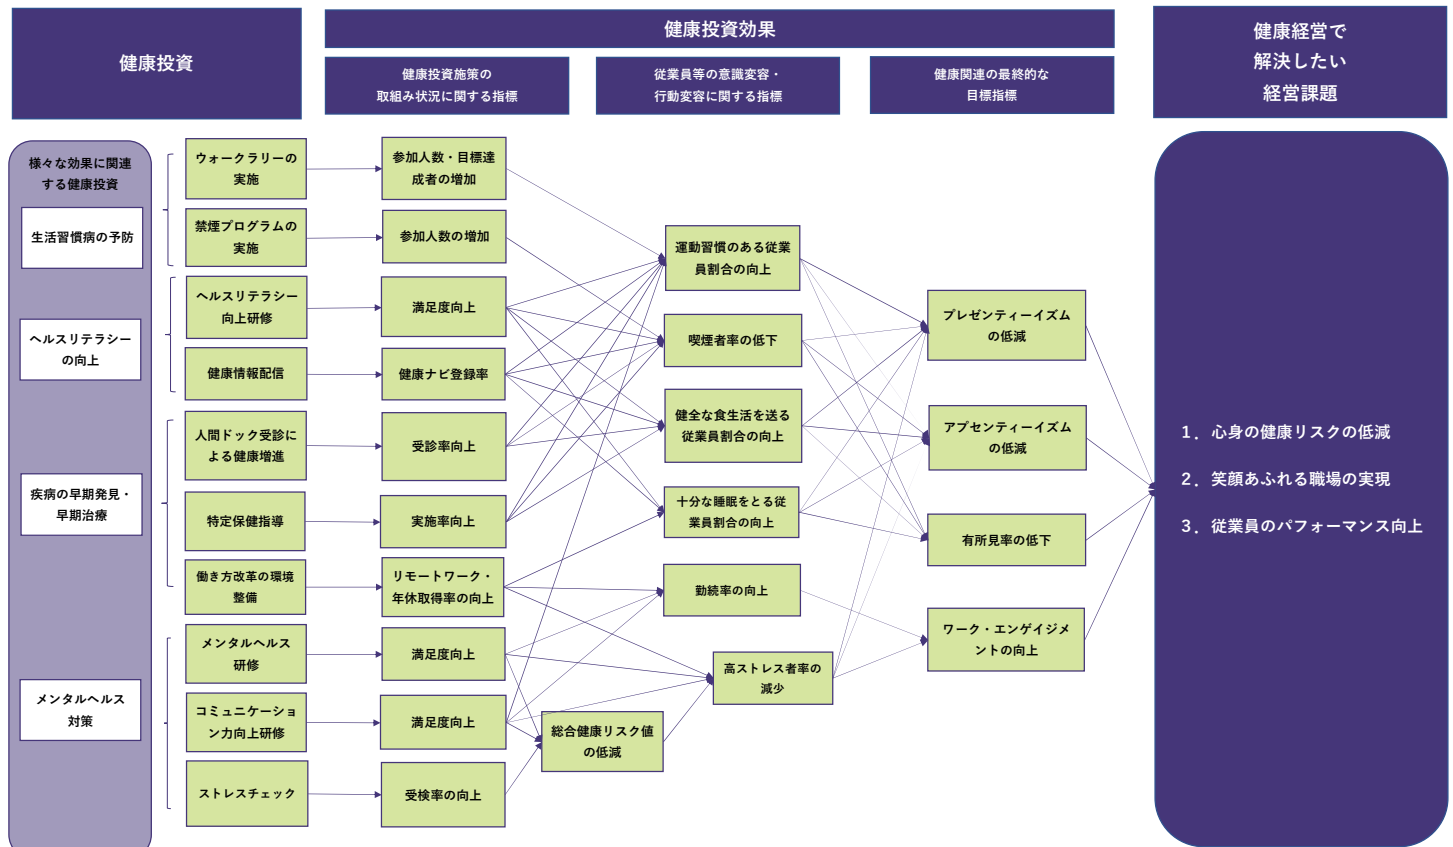 健康投資
健康投資効果
健康投資施策の
取組み状況に関する指標
従業員等の意識変容・
行動変容に関する指標
健康関連の最終的な
目標指標
健康経営で
解決したい
経営課題
様々な効果に関連
する健康投資
生活習慣病の予防
ヘルスリテラシー
の向上
疾病の早期発見・
早期治療
メンタルヘルス
対策
ウォークラリーの
実施
禁煙プログラムの
実施
ヘルスリテラシー
向上研修
健康情報配信
人間ドック受診に
よる健康増進
特定保健指導
働き方改革の環境
整備
メンタルヘルス
研修
コミュニケーショ
ン力向上研修
ストレスチェック
参加人数・目標達
成者の増加
参加人数の増加
満足度向上
健康ナビ登録率
受診率向上
実施率向上
リモートワーク・
年休取得率の向上
満足度向上
満足度向上
受検率の向上
運動習慣のある従業
員割合の向上
喫煙者率の低下
健全な食生活を送る
従業員割合の向上
十分な睡眠をとる従
業員割合の向上
勤続率の向上
高ストレス者率の
減少
総合健康リスク値
の低減
プレゼンティーイズム
の低減
アブセンティーイズム
の低減
有所見率の低下
ワーク・エンゲイジメ
ントの向上
1．心身の健康リスクの低減
2．笑顔あふれる職場の実現
3．従業員のパフォーマンス向上